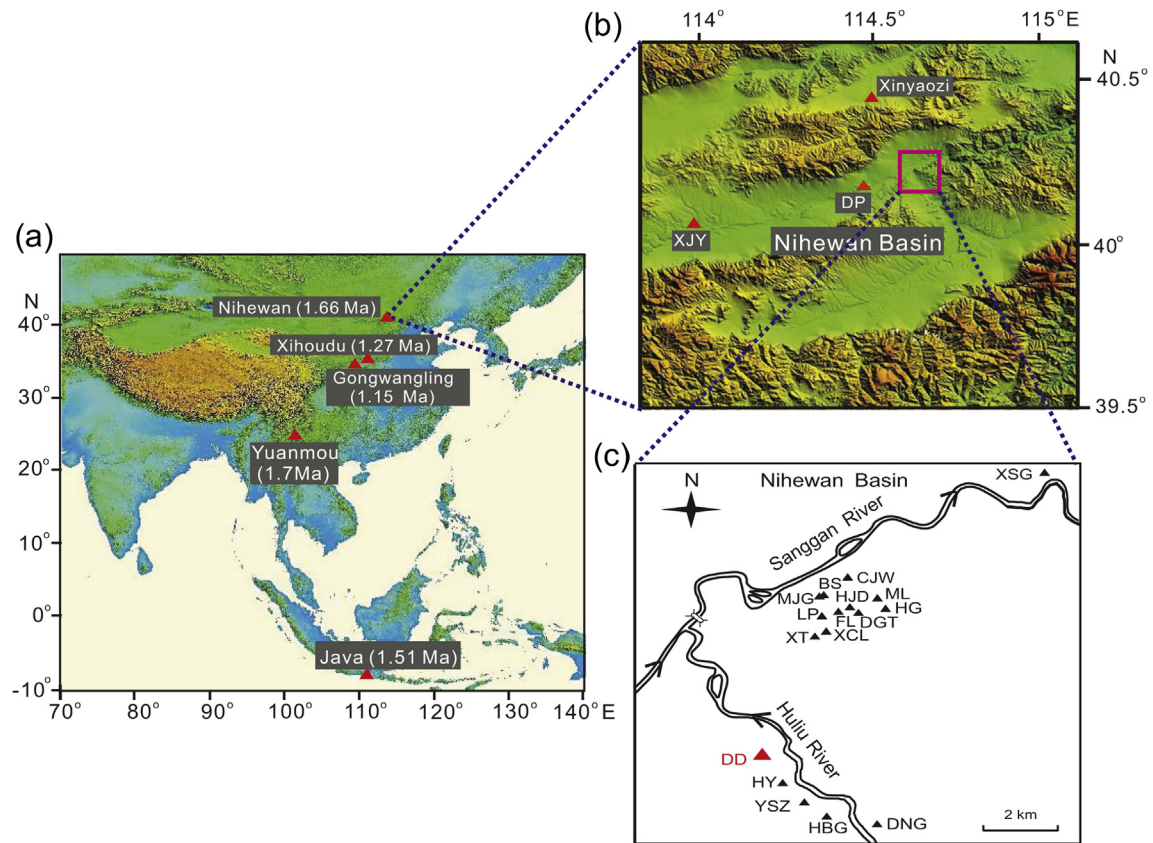 (a)
N
40°
30°
20°
10°
0°
-10°
70°
80°
90°
100°
110°
120°
130°
140° E
Nihewan (1.66 Ma)
Xihoudu (1.27 Ma)
Gongwangling
(1.15 Ma)
Yuanmou
(1.7Ma)
Java (1.51 Ma)
(b)
114°
114.5°
115°E
N
40.5°
40°
39.5°
Xinyaozi
DP
XJY
Nihewan Basin
(c)
N
Nihewan Basin
XSG
Sanggan River
CJW
BS
MJG
HJD
ML
HG
LP
FL
DGT
XT
XCL
Huliu River
DD
HY
YSZ
HBG
DNG
2 km